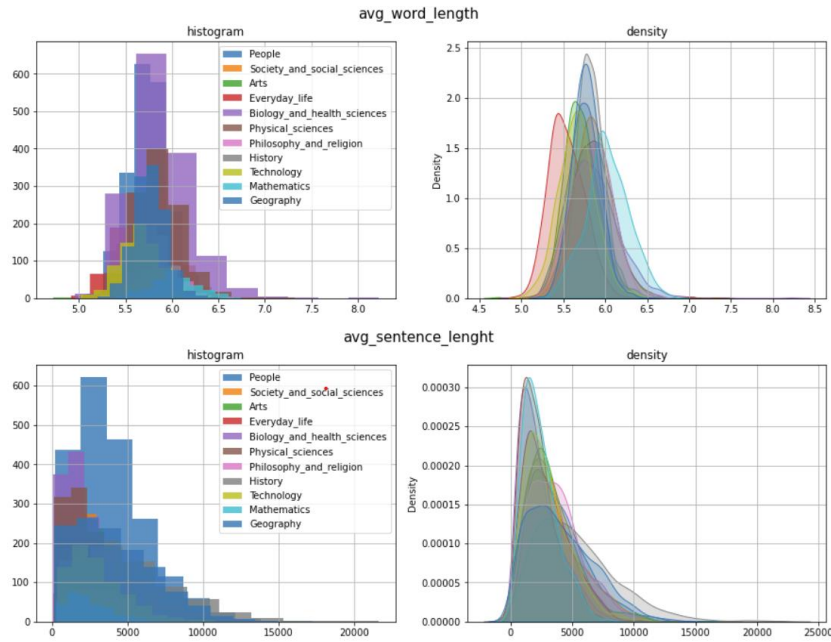 avg_word_length
histogram
density
600
500
400
300
200
100
0
5.0 5.5 6.0 6.5 7.0 7.5 8.0
People
Society_and_social_sciences
Arts
Everyday_life
Biology_and_health_sciences
Physical_sciences
Philosophy_and_religion
History
Technology
Mathematics
Geography
Density
2.5
2.0
1.5
1.0
0.5
0.0
4.5 5.0 5.5 6.0 6.5 7.0 7.5 8.0 8.5
avg_sentence_lenght
histogram
density
600
500
400
300
200
100
0
0 5000 10000 15000 20000
People
Society_and_social_sciences
Arts
Everyday_life
Biology_and_health_sciences
Physical_sciences
Philosophy_and_religion
History
Technology
Mathematics
Geography
Density
0.00030
0.00025
0.00020
0.00015
0.00010
0.00005
0.00000
0 5000 10000 15000 20000 25000